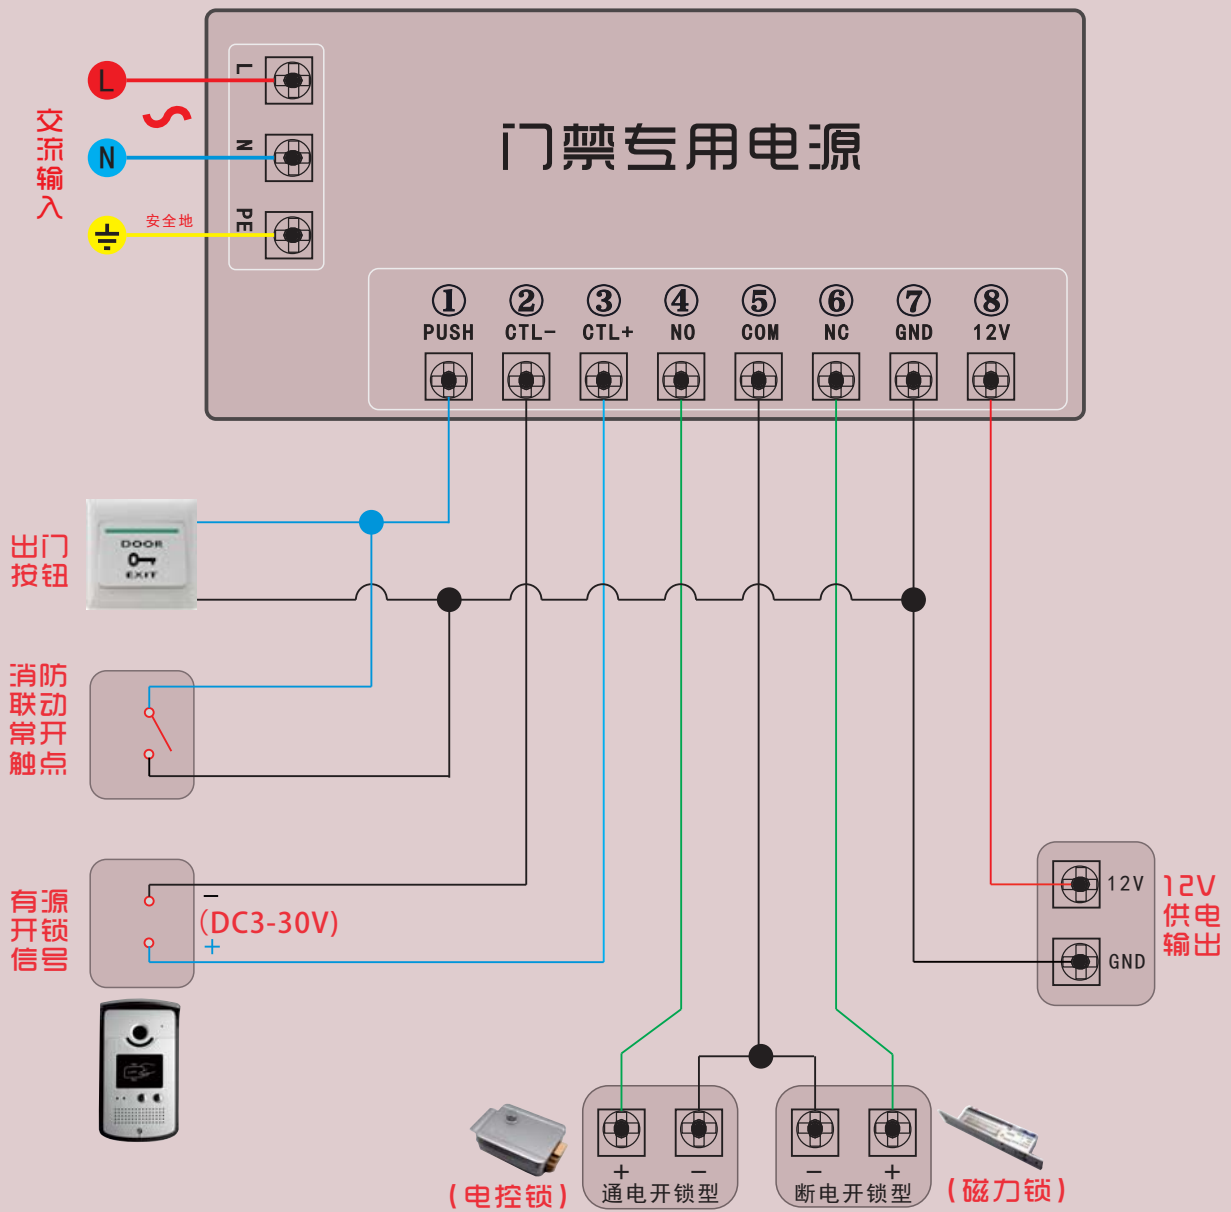 门禁专用电源
交流输入
L
L
N
N
安全地
PE
① ② ③ ④ ⑤ ⑥ ⑦ ⑧
PUSH CTL- CTL+ NO COM NC GND 12V
出门
按钮
DOOR
EXIT
消防
联动
常开
触点
有源
开锁
信号
−
(DC3-30V)
+
12V
GND
12V
供电
输出
+ −
通电开锁型
(电控锁)
− +
断电开锁型
(磁力锁)